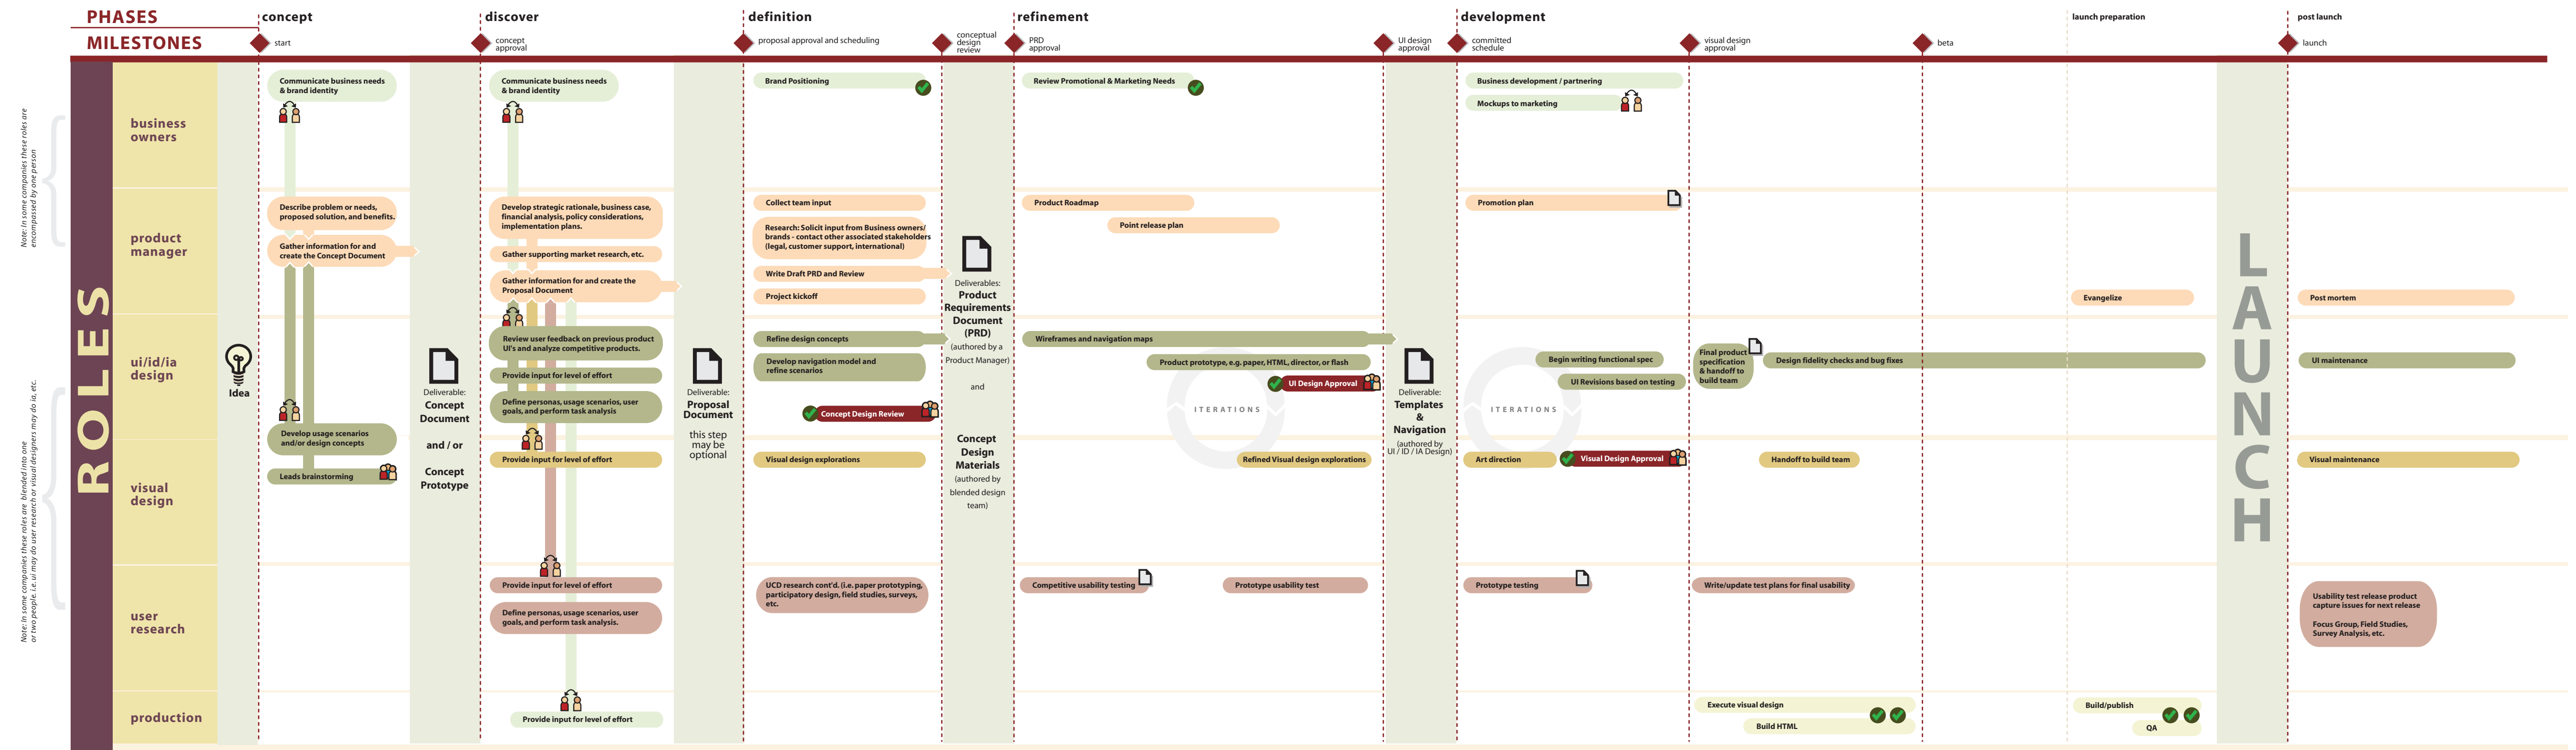 PHASES
concept
discover
definition
refinement
development
launch preparation
post launch
MILESTONES
start
concept
approval
proposal approval and scheduling
conceptual
design
review
PRD
approval
UI design
approval
committed
schedule
visual design
approval
beta
launch
Note: In some companies these roles are
encompassed by one person
Note: In some companies these roles are blended into one
or two people. i.e. ui may do user research or visual designers may do ia, etc.
ROLES
business
owners
Communicate business needs
& brand identity
Communicate business needs
& brand identity
Brand Positioning
Review Promotional & Marketing Needs
Business development / partnering
Mockups to marketing
product
manager
Describe problem or needs,
proposed solution, and benefits.
Gather information for and
create the Concept Document
Develop strategic rationale, business case,
financial analysis, policy considerations,
implementation plans.
Gather supporting market research, etc.
Gather information for and create the
Proposal Document
Collect team input
Research: Solicit input from Business owners/
brands - contact other associated stakeholders
(legal, customer support, international)
Write Draft PRD and Review
Project kickoff
Product Roadmap
Point release plan
Promotion plan
Evangelize
Post mortem
ui/id/ia
design
Idea
Develop usage scenarios
and/or design concepts
Leads brainstorming
Deliverable:
Concept
Document
and / or
Concept
Prototype
Review user feedback on previous product
UI's and analyze competitive products.
Provide input for level of effort
Define personas, usage scenarios, user
goals, and perform task analysis
Deliverable:
Proposal
Document
this step
may be
optional
Refine design concepts
Develop navigation model and
refine scenarios
Concept Design Review
Deliverables:
Product
Requirements
Document
(PRD)
(authored by a
Product Manager)
and
Concept
Design
Materials
(authored by
blended design
team)
Wireframes and navigation maps
Product prototype, e.g. paper, HTML, director, or flash
UI Design Approval
ITERATIONS
Deliverable:
Templates
&
Navigation
(authored by
UI / ID / IA Design)
ITERATIONS
Begin writing functional spec
UI Revisions based on testing
Final product
specification
& handoff to
build team
Design fidelity checks and bug fixes
LAUNCH
UI maintenance
visual
design
Provide input for level of effort
Visual design explorations
Refined Visual design explorations
Art direction
Visual Design Approval
Handoff to build team
Visual maintenance
user
research
Provide input for level of effort
Define personas, usage scenarios, user
goals, and perform task analysis.
UCD research cont'd. (i.e. paper prototyping,
participatory design, field studies, surveys,
etc.
Competitive usability testing
Prototype usability test
Prototype testing
Write/update test plans for final usability
Usability test release product
capture issues for next release
Focus Group, Field Studies,
Survey Analysis, etc.
production
Provide input for level of effort
Execute visual design
Build HTML
Build/publish
QA